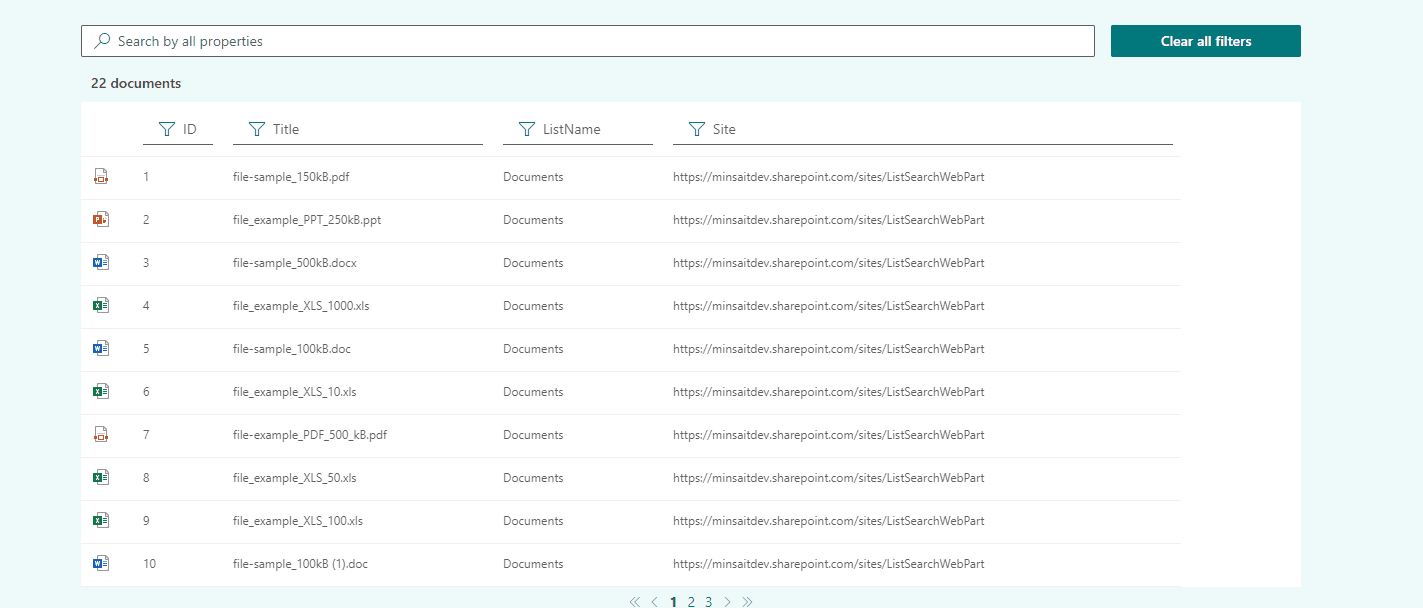 Search by all properties Clear all filters
22 documents
ID Title ListName Site
1 file-sample_150kB.pdf Documents https://minsaitdev.sharepoint.com/sites/ListSearchWebPart
2 file_example_PPT_250kB.ppt Documents https://minsaitdev.sharepoint.com/sites/ListSearchWebPart
3 file-sample_500kB.docx Documents https://minsaitdev.sharepoint.com/sites/ListSearchWebPart
4 file_example_XLS_1000.xls Documents https://minsaitdev.sharepoint.com/sites/ListSearchWebPart
5 file-sample_100kB.doc Documents https://minsaitdev.sharepoint.com/sites/ListSearchWebPart
6 file_example_XLS_10.xls Documents https://minsaitdev.sharepoint.com/sites/ListSearchWebPart
7 file-example_PDF_500_kB.pdf Documents https://minsaitdev.sharepoint.com/sites/ListSearchWebPart
8 file_example_XLS_50.xls Documents https://minsaitdev.sharepoint.com/sites/ListSearchWebPart
9 file_example_XLS_100.xls Documents https://minsaitdev.sharepoint.com/sites/ListSearchWebPart
10 file-sample_100kB (1).doc Documents https://minsaitdev.sharepoint.com/sites/ListSearchWebPart
1 2 3